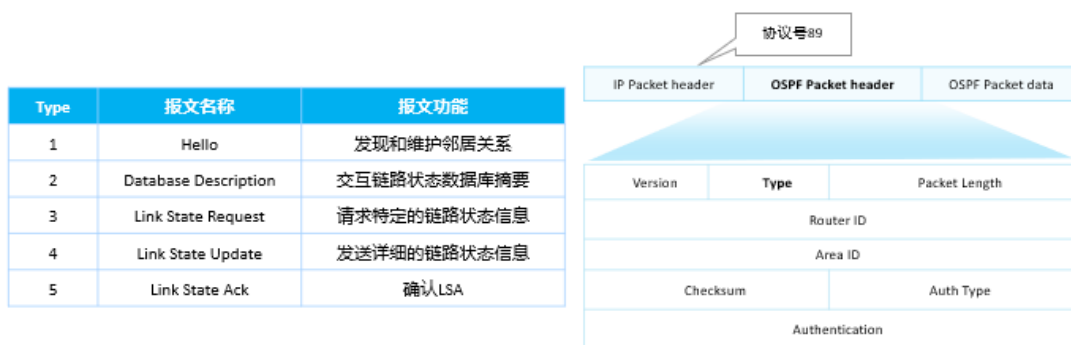 Type 报文名称 报文功能
1 Hello 发现和维护邻居关系
2 Database Description 交互链路状态数据库摘要
3 Link State Request 请求特定的链路状态信息
4 Link State Update 发送详细的链路状态信息
5 Link State Ack 确认LSA
协议号89
IP Packet header OSPF Packet header OSPF Packet data
Version Type Packet Length
Router ID
Area ID
Checksum Auth Type
Authentication